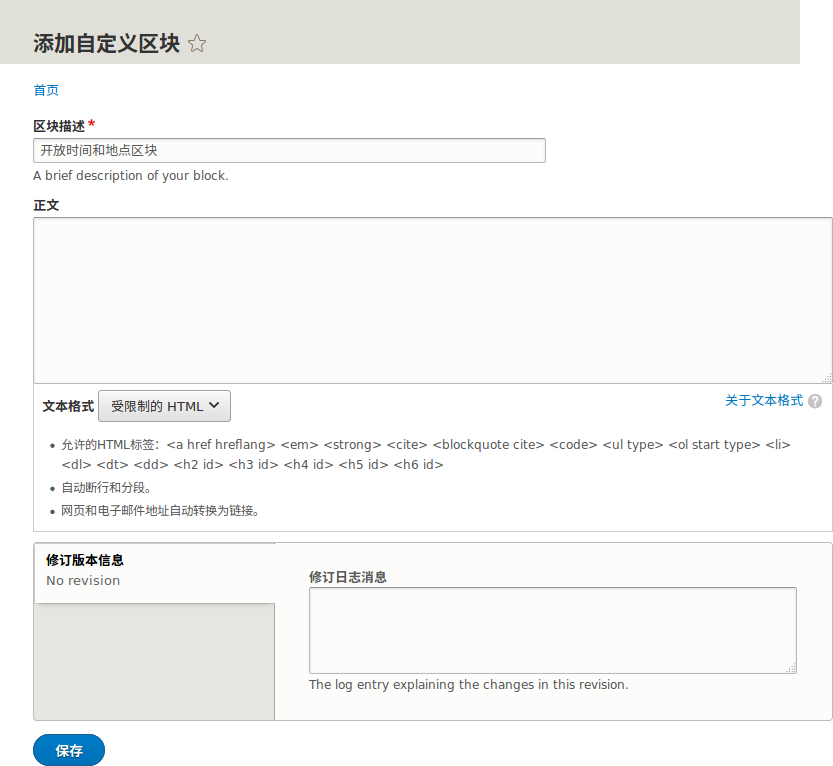 添加自定义区块
首页
区块描述*
开放时间和地点区块
A brief description of your block.
正文
文本格式 受限制的 HTML 关于文本格式 ?
允许的HTML标签：<a href hreflang> <em> <strong> <cite> <blockquote cite> <code> <ul type> <ol start type> <li>
<dl> <dt> <dd> <h2 id> <h3 id> <h4 id> <h5 id> <h6 id>
自动断行和分段。
网页和电子邮件地址自动转换为链接。
修订版本信息
No revision
修订日志消息
The log entry explaining the changes in this revision.
保存